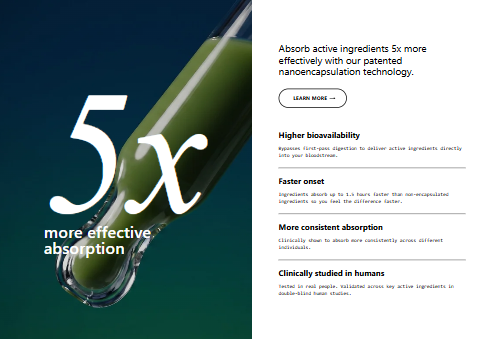 5x
more effective
absorption
Absorb active ingredients 5x more
effectively with our patented
nanoencapsulation technology.
LEARN MORE →
Higher bioavailability
Bypasses first-pass digestion to deliver active ingredients directly
into your bloodstream.
Faster onset
Ingredients absorb up to 1.5 hours faster than non-encapsulated
ingredients so you feel the difference faster.
More consistent absorption
Clinically shown to absorb more consistently across different
individuals.
Clinically studied in humans
Tested in real people. Validated across key active ingredients in
double-blind human studies.